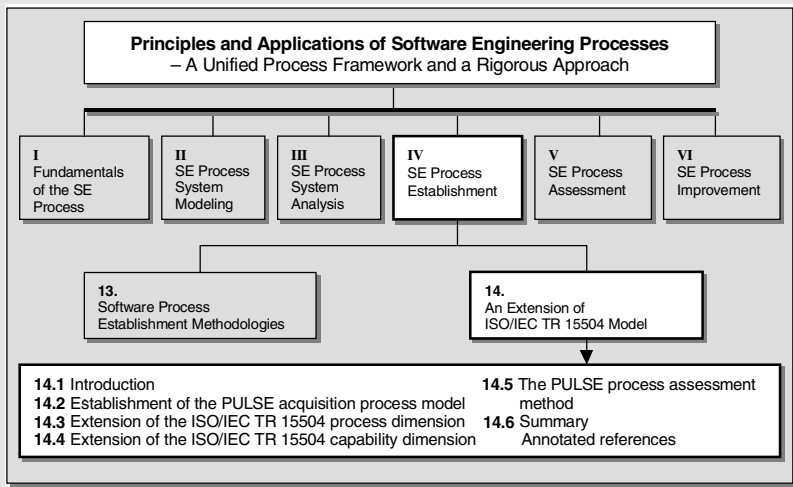 Principles and Applications of Software Engineering Processes
– A Unified Process Framework and a Rigorous Approach
I
Fundamentals
of the SE
Process
II
SE Process
System
Modeling
III
SE Process
System
Analysis
IV
SE Process
Establishment
V
SE Process
Assessment
VI
SE Process
Improvement
13.
Software Process
Establishment Methodologies
14.
An Extension of
ISO/IEC TR 15504 Model
14.1 Introduction
14.2 Establishment of the PULSE acquisition process model
14.3 Extension of the ISO/IEC TR 15504 process dimension
14.4 Extension of the ISO/IEC TR 15504 capability dimension
14.5 The PULSE process assessment
method
14.6 Summary
Annotated references